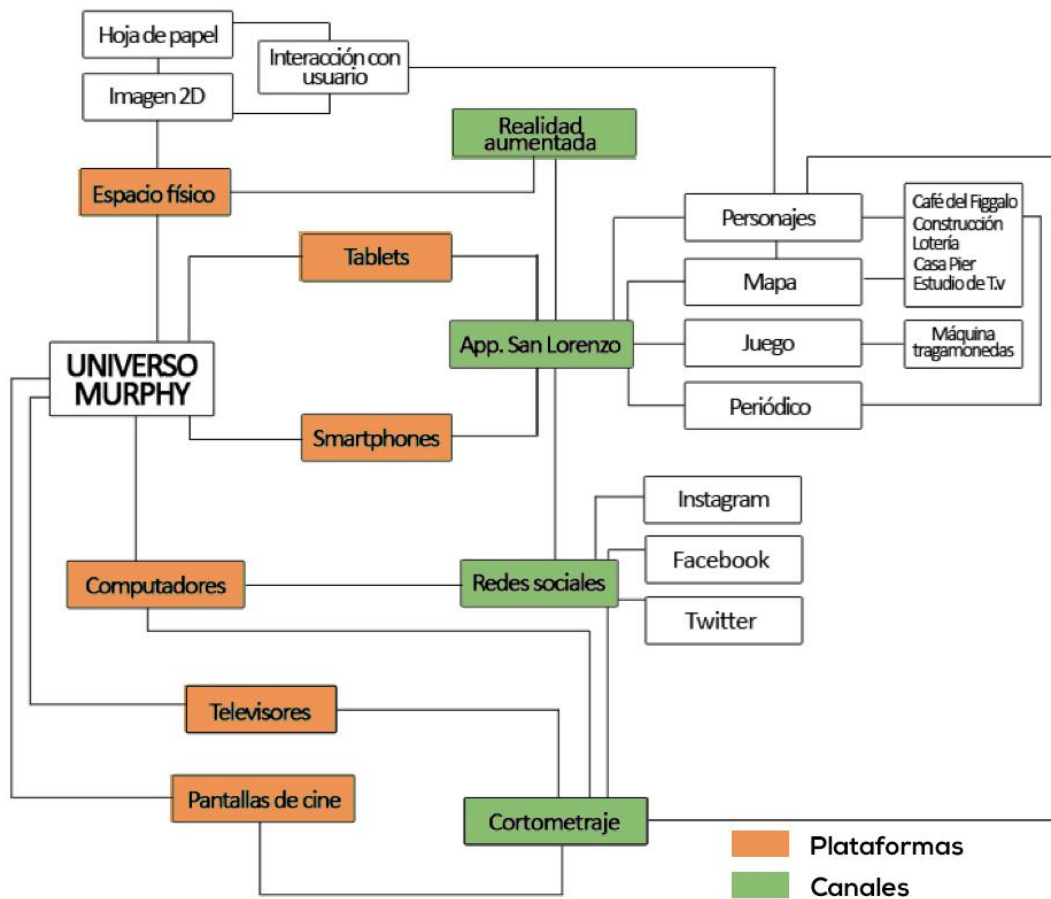 Hoja de papel
Interacción con
usuario
Imagen 2D
Realidad
aumentada
Espacio físico
Personajes
Café del Figgalo
Construcción
Lotería
Casa Pier
Estudio de T.v
Tablets
Mapa
App. San Lorenzo
Juego
Máquina
tragamonedas
UNIVERSO
MURPHY
Periódico
Smartphones
Instagram
Facebook
Computadores
Redes sociales
Twitter
Televisores
Pantallas de cine
Cortometraje
Plataformas
Canales